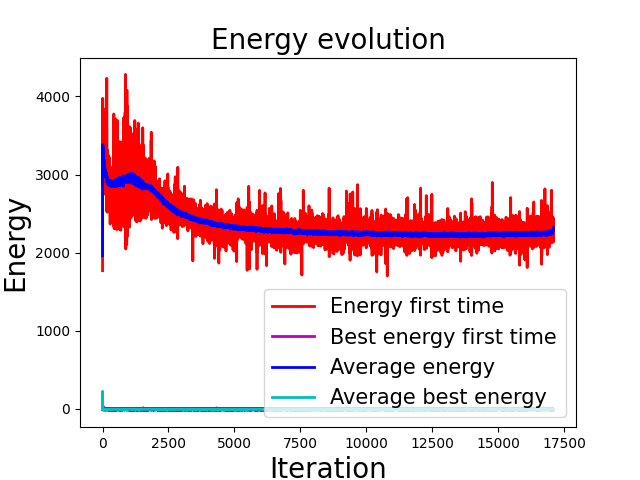 Energy evolution
4000
3000
2000
1000
0
Energy
Energy first time
Best energy first time
Average energy
Average best energy
0 2500 5000 7500 10000 12500 15000 17500
Iteration